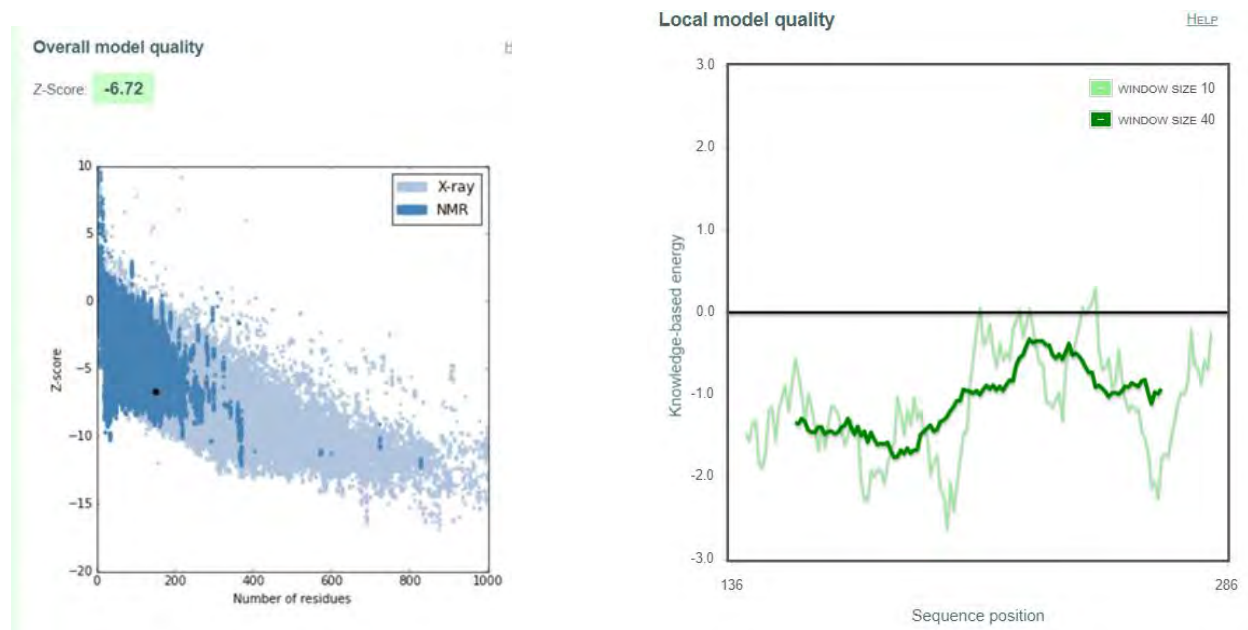 Overall model quality
Z-Score: -6.72
10
5
0
−5
−10
−15
−20
Z-score
X-ray
NMR
0
200
400
600
800
1000
Number of residues
Local model quality
HELP
3.0
2.0
1.0
0.0
-1.0
-2.0
-3.0
Knowledge-based energy
WINDOW SIZE 10
WINDOW SIZE 40
136
286
Sequence position